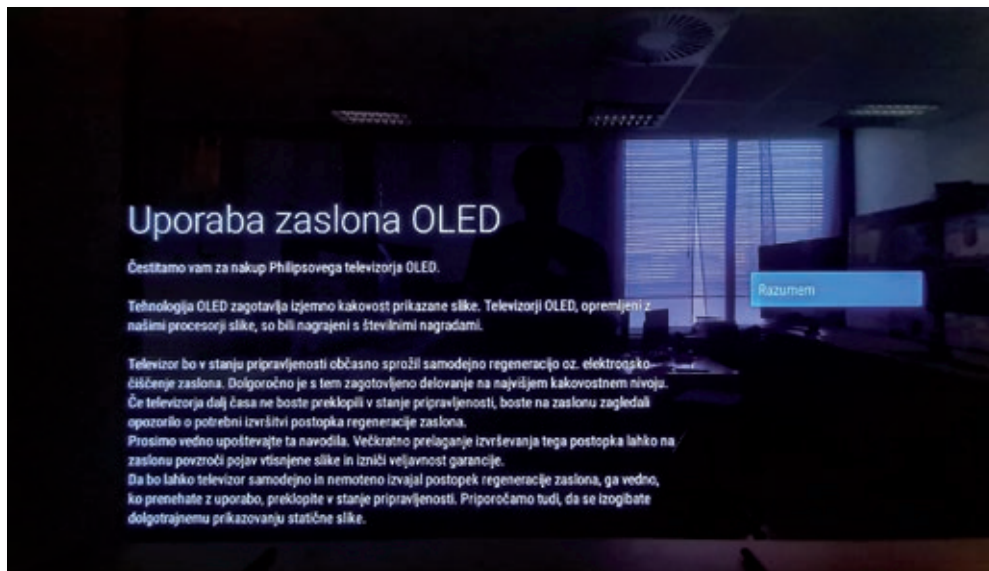 Uporaba zaslona OLED
Čestitamo vam za nakup Philipsovega televizorja OLED.
Tehnologija OLED zagotavlja izjemno kakovost prikazane slike. Televizorji OLED, opremljeni z
našimi procesorji slike, so bili nagrajeni s številnimi nagradami.
Razumem
Televizor bo v stanju pripravljenosti občasno sprožil samodejno regeneracijo oz. elektronsko
čiščenje zaslona. Dolgoročno je s tem zagotovljeno delovanje na najvišjem kakovostnem nivoju.
Če televizorja dalj časa ne boste preklopili v stanje pripravljenosti, boste na zaslonu zagledali
opozorilo o potrebni izvršitvi postopka regeneracije zaslona.
Prosimo vedno upoštevajte ta navodila. Večkratno prelaganje izvrševanja tega postopka lahko na
zaslonu povzroči pojav vtisnjene slike in izniči veljavnost garancije.
Da bo lahko televizor samodejno in nemoteno izvajal postopek regeneracije zaslona, ga vedno,
ko prenehate z uporabo, preklopite v stanje pripravljenosti. Priporočamo tudi, da se izogibate
dolgotrajnemu prikazovanju statične slike.